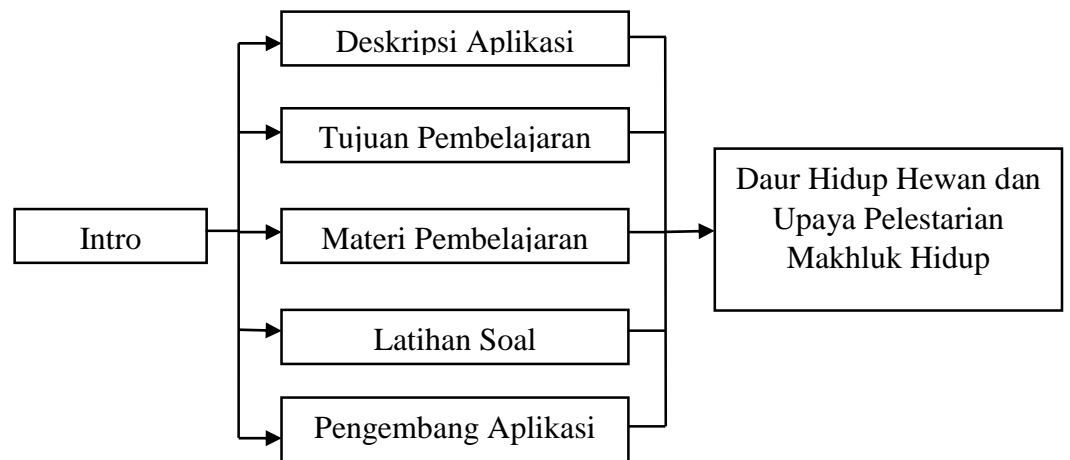 Intro
Deskripsi Aplikasi
Tujuan Pembelajaran
Materi Pembelajaran
Latihan Soal
Pengembang Aplikasi
Daur Hidup Hewan dan
Upaya Pelestarian
Makhluk Hidup